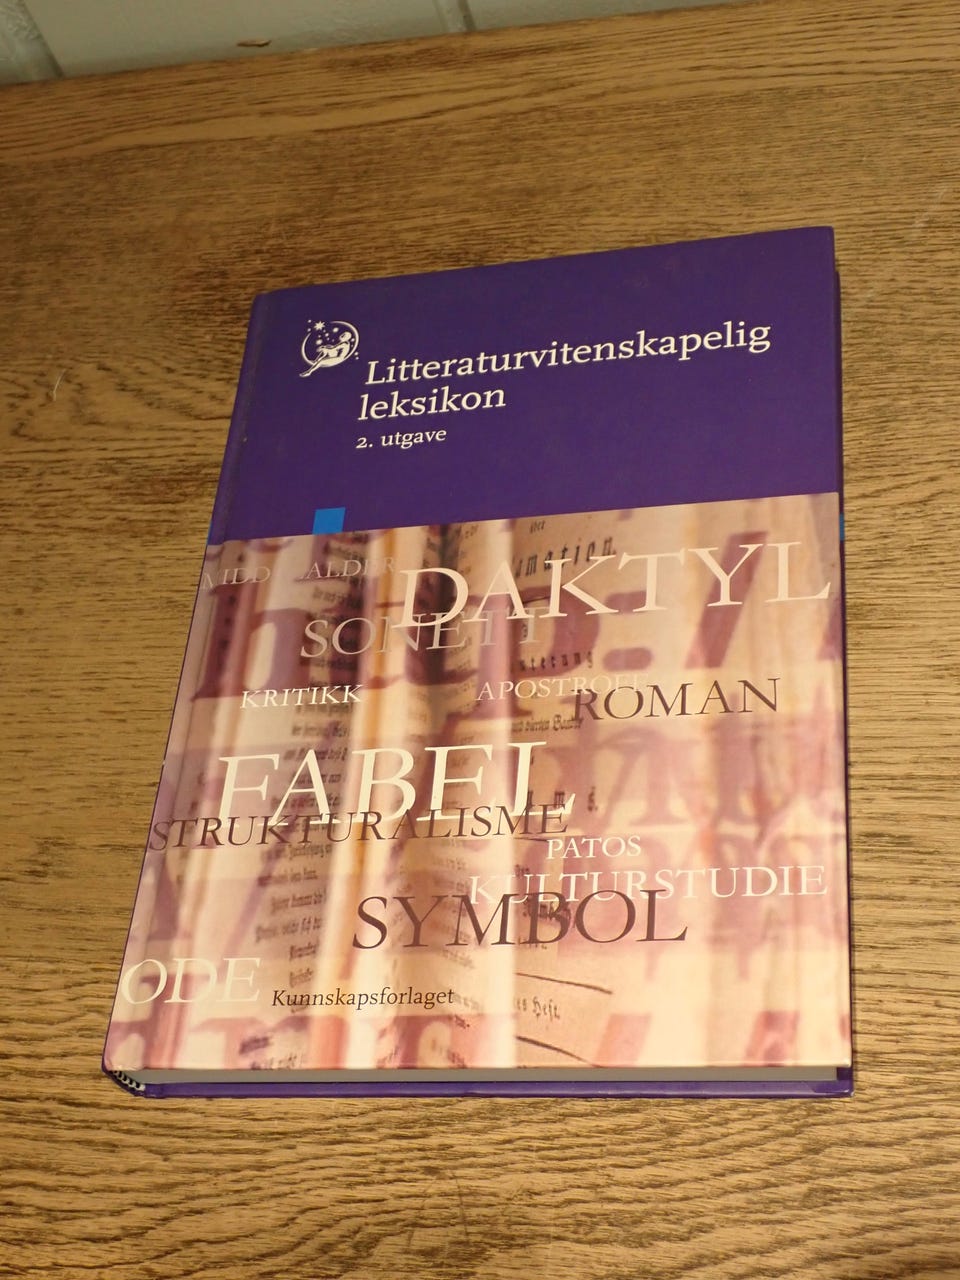 Litteraturvitenskapelig
leksikon
2. utgave
DAKTYL
SONETT
KRITIKK
APOSTROFE
ROMAN
FABEL
STRUKTURALISME
PATOS
KULTURSTUDIE
SYMBOL
ODE
Kunnskapsforlaget